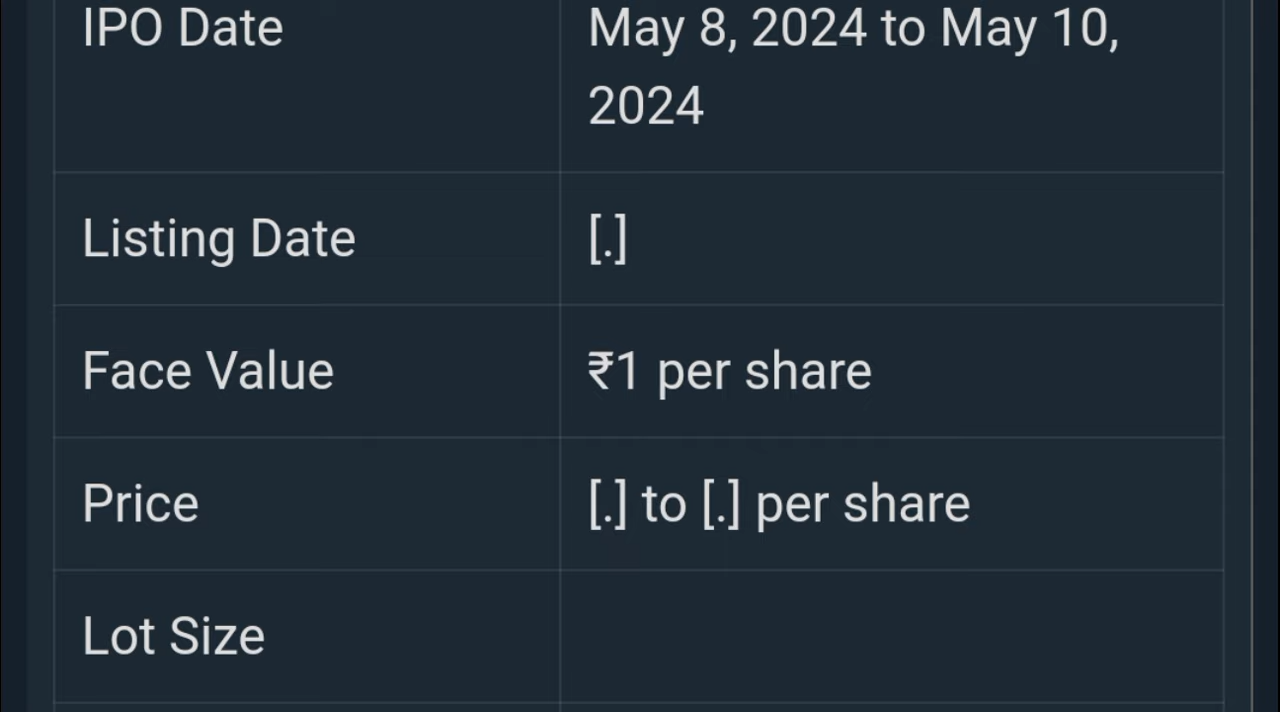 IPO Date
May 8, 2024 to May 10,
2024
Listing Date
[.]
Face Value
₹1 per share
Price
[.] to [.] per share
Lot Size